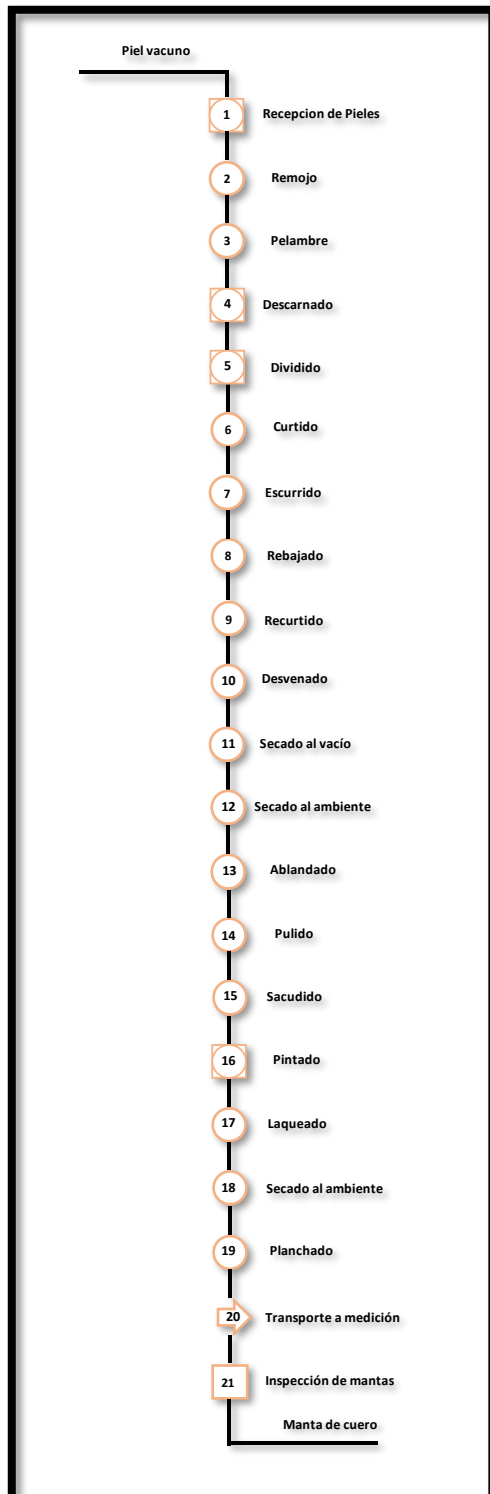 Piel vacuno
1 Recepcion de Pieles
2 Remojo
3 Pelambre
4 Descarnado
5 Dividido
6 Curtido
7 Escurrido
8 Rebajado
9 Recurtido
10 Desvenado
11 Secado al vacío
12 Secado al ambiente
13 Ablandado
14 Pulido
15 Sacudido
16 Pintado
17 Laqueado
18 Secado al ambiente
19 Planchado
20 Transporte a medición
21 Inspección de mantas
Manta de cuero